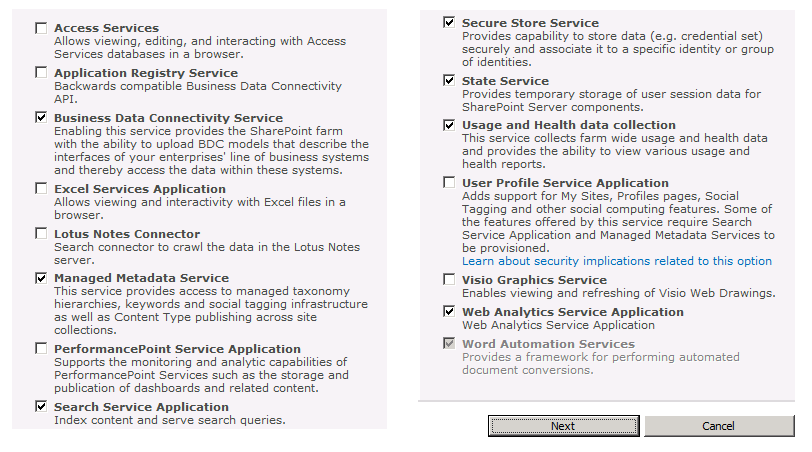 Access Services
Allows viewing, editing, and interacting with Access
Services databases in a browser.
Application Registry Service
Backwards compatible Business Data Connectivity
API.
Business Data Connectivity Service
Enabling this service provides the SharePoint farm
with the ability to upload BDC models that describe the
interfaces of your enterprises' line of business systems
and thereby access the data within these systems.
Excel Services Application
Allows viewing and interactivity with Excel files in a
browser.
Lotus Notes Connector
Search connector to crawl the data in the Lotus Notes
server.
Managed Metadata Service
This service provides access to managed taxonomy
hierarchies, keywords and social tagging infrastructure
as well as Content Type publishing across site
collections.
PerformancePoint Service Application
Supports the monitoring and analytic capabilities of
PerformancePoint Services such as the storage and
publication of dashboards and related content.
Search Service Application
Index content and serve search queries.
Secure Store Service
Provides capability to store data (e.g. credential set)
securely and associate it to a specific identity or group
of identities.
State Service
Provides temporary storage of user session data for
SharePoint Server components.
Usage and Health data collection
This service collects farm wide usage and health data
and provides the ability to view various usage and
health reports.
User Profile Service Application
Adds support for My Sites, Profiles pages, Social
Tagging and other social computing features. Some of
the features offered by this service require Search
Service Application and Managed Metadata Services to
be provisioned.
Learn about security implications related to this option
Visio Graphics Service
Enables viewing and refreshing of Visio Web Drawings.
Web Analytics Service Application
Web Analytics Service Application
Word Automation Services
Provides a framework for performing automated
document conversions.
Next
Cancel